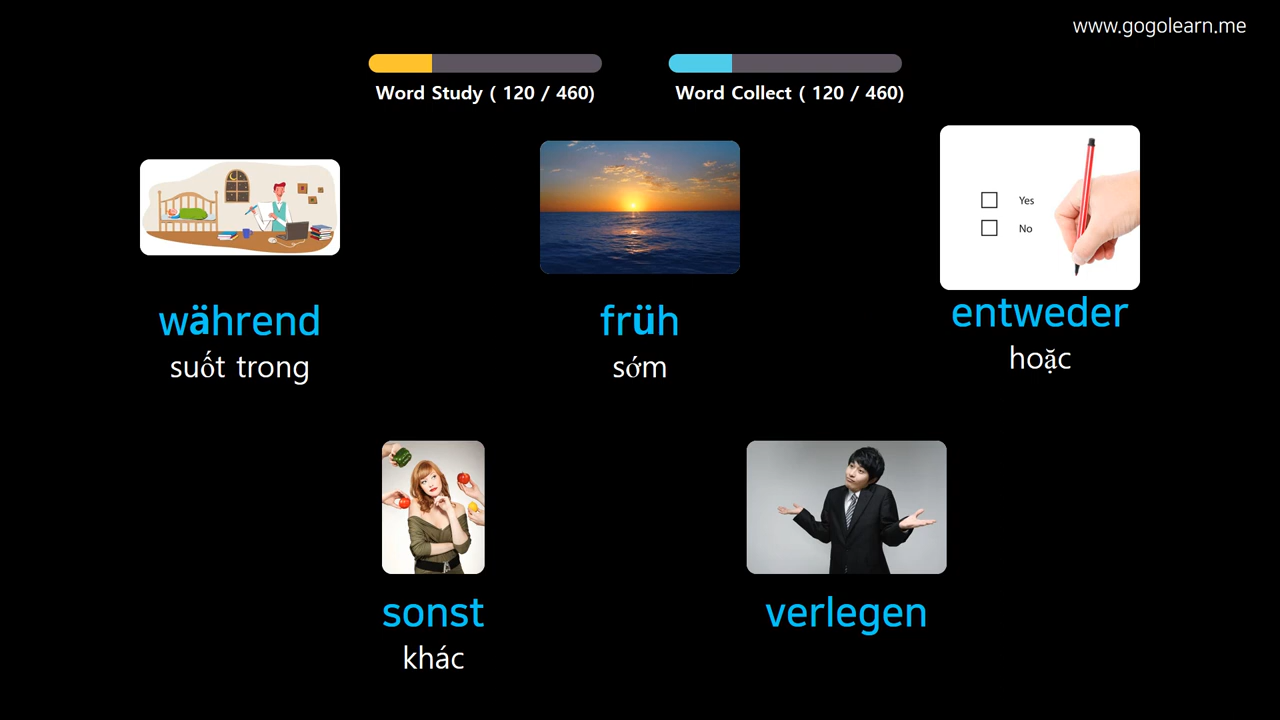 www.gogolearn.me
Word Study ( 120 / 460)
Word Collect ( 120 / 460)
Yes
No
während
suốt trong
früh
sớm
entweder
hoặc
sonst
khác
verlegen